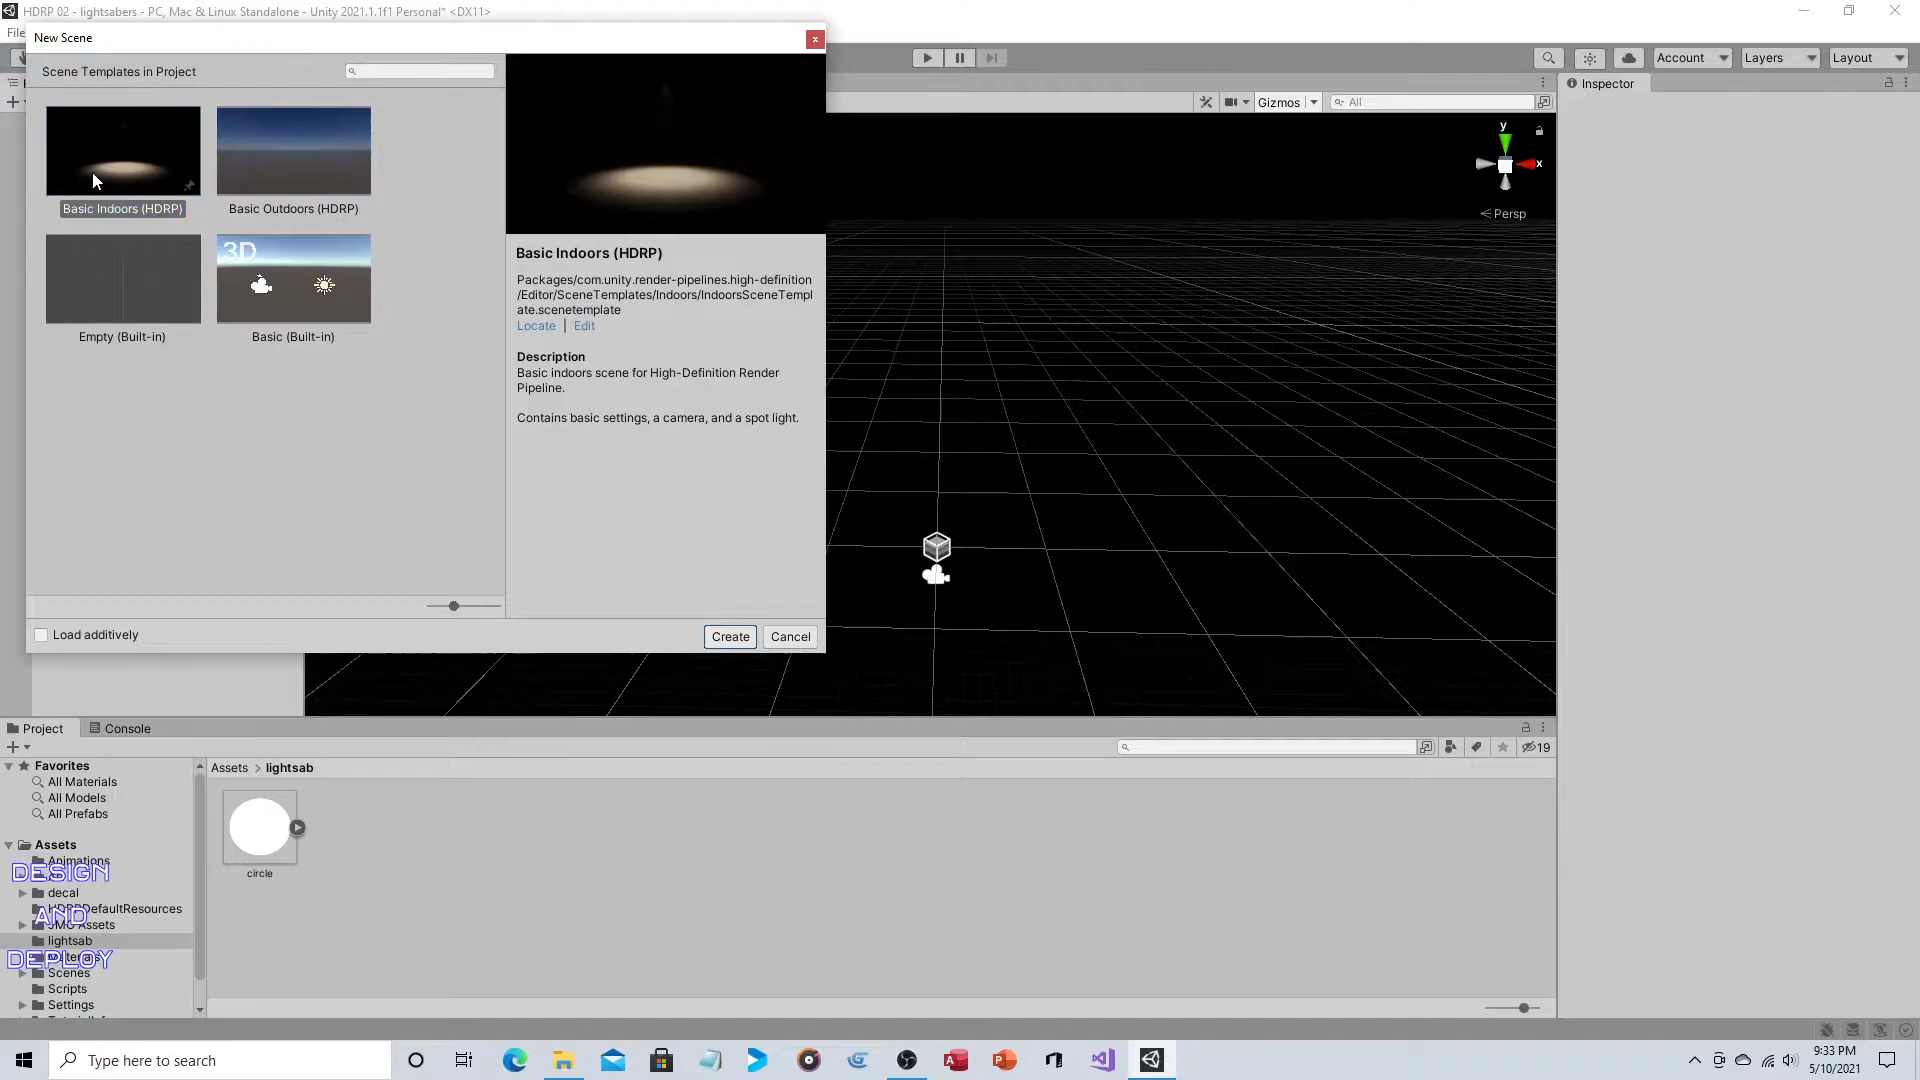 HDRP 02 - lightsabers - PC, Mac & Linux Standalone - Unity 2021.1.1f1 Personal* <DX11>
File
New Scene
x
Scene Templates in Project
Basic Indoors (HDRP)
Basic Outdoors (HDRP)
3D
Empty (Built-in)
Basic (Built-in)
Basic Indoors (HDRP)
Packages/com.unity.render-pipelines.high-definition
/Editor/SceneTemplates/Indoors/IndoorsSceneTempl
ate.scenetemplate
Locate | Edit
Description
Basic indoors scene for High-Definition Render
Pipeline.
Contains basic settings, a camera, and a spot light.
Load additively
Create
Cancel
Account
Layers
Layout
Gizmos
All
Inspector
y
x
< Persp
Project
Console
19
Favorites
All Materials
All Models
All Prefabs
Assets
Animations
decal
HDRPDefaultResources
JMO Assets
lightsab
Materials
Scenes
Scripts
Settings
Assets > lightsab
circle
DESIGN
AND
DEPLOY
Type here to search
9:33 PM
5/10/2021